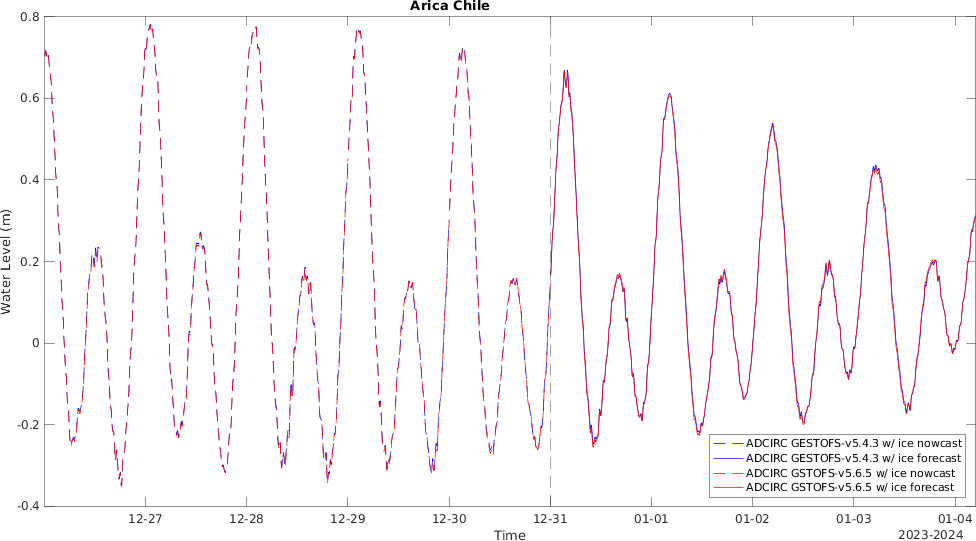 Arica Chile
0.8
0.6
0.4
0.2
0
-0.2
-0.4
Water Level (m)
12-27 12-28 12-29 12-30 12-31 01-01 01-02 01-03 01-04
Time
2023-2024
ADCIRC GESTOFS-v5.4.3 w/ ice nowcast
ADCIRC GESTOFS-v5.4.3 w/ ice forecast
ADCIRC GSTOFS-v5.6.5 w/ ice nowcast
ADCIRC GSTOFS-v5.6.5 w/ ice forecast